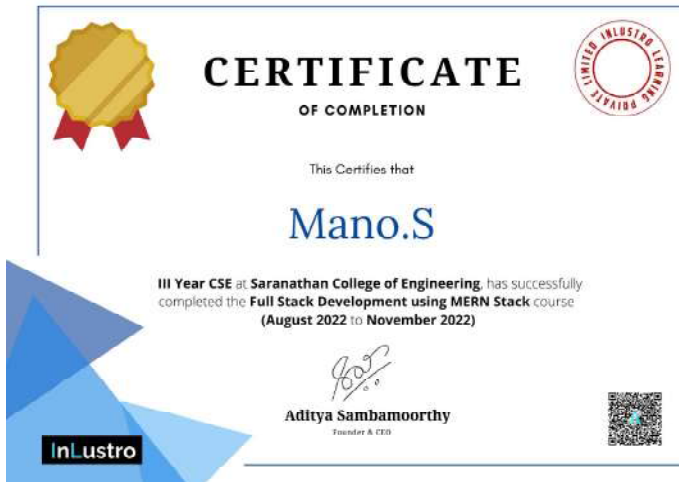 CERTIFICATE
OF COMPLETION
INLUSTRO LEARNING PRIVATE LIMITED
This Certifies that
Mano.S
III Year CSE at Saranathan College of Engineering, has successfully
completed the Full Stack Development using MERN Stack course
(August 2022 to November 2022)
Aditya Sambamoorthy
Founder & CEO
InLustro